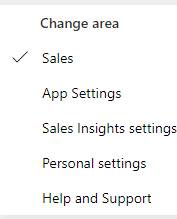 Change area
Sales
App Settings
Sales Insights settings
Personal settings
Help and Support